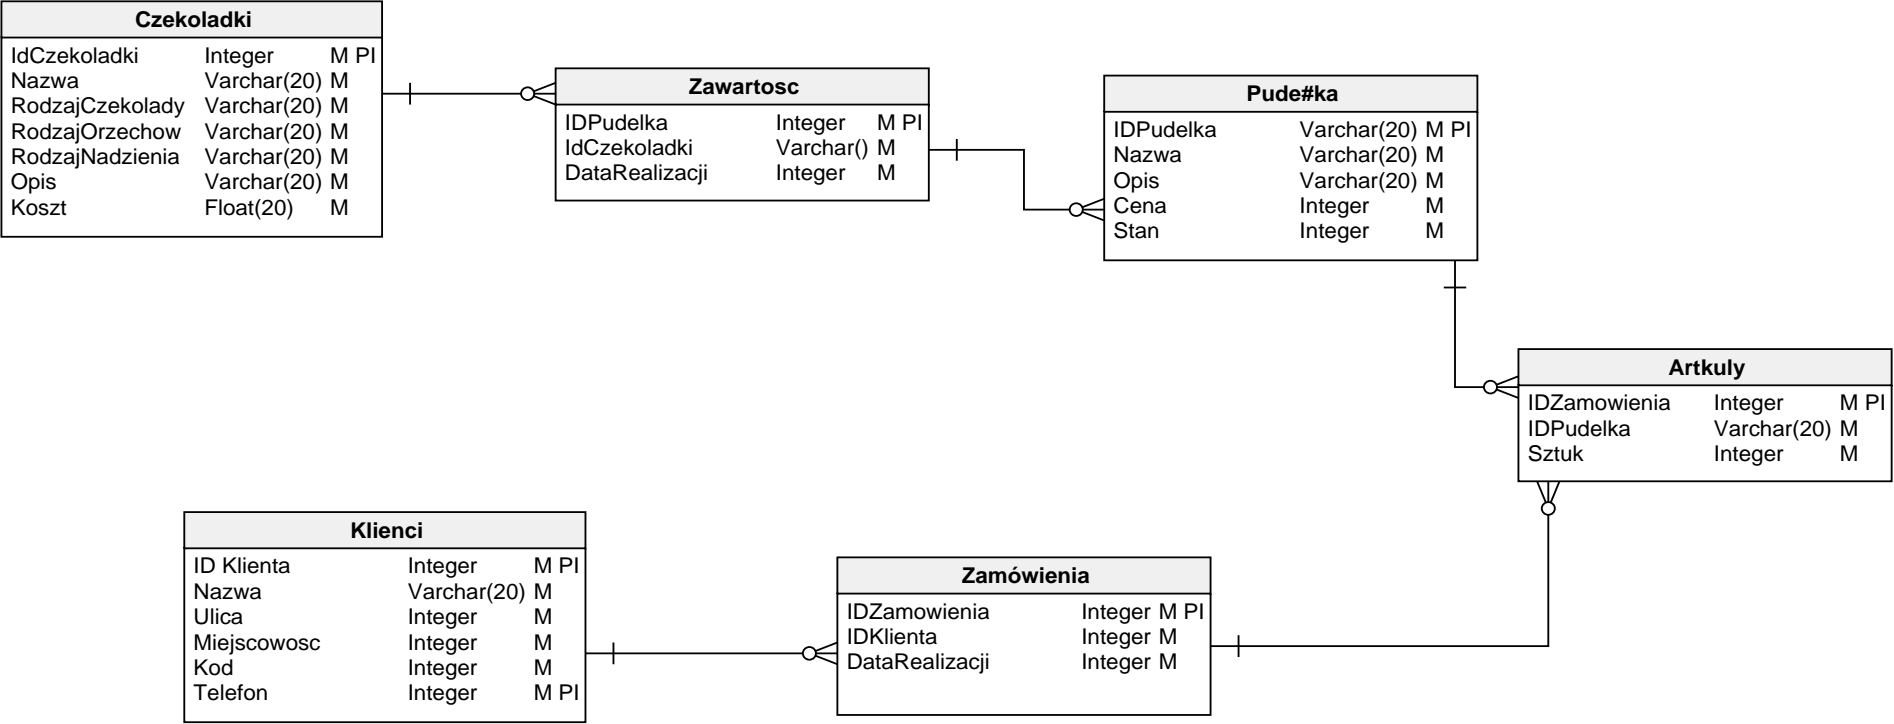 Czekoladki
IdCzekoladki Integer M PI
Nazwa Varchar(20) M
RodzajCzekolady Varchar(20) M
RodzajOrzechow Varchar(20) M
RodzajNadzienia Varchar(20) M
Opis Varchar(20) M
Koszt Float(20) M
Zawartosc
IDPudelka Integer M PI
IdCzekoladki Varchar() M
DataRealizacji Integer M
Pude#ka
IDPudelka Varchar(20) M PI
Nazwa Varchar(20) M
Opis Varchar(20) M
Cena Integer M
Stan Integer M
Artkuly
IDZamowienia Integer M PI
IDPudelka Varchar(20) M
Sztuk Integer M
Klienci
ID Klienta Integer M PI
Nazwa Varchar(20) M
Ulica Integer M
Miejscowosc Integer M
Kod Integer M
Telefon Integer M PI
Zamówienia
IDZamowienia Integer M PI
IDKlienta Integer M
DataRealizacji Integer M